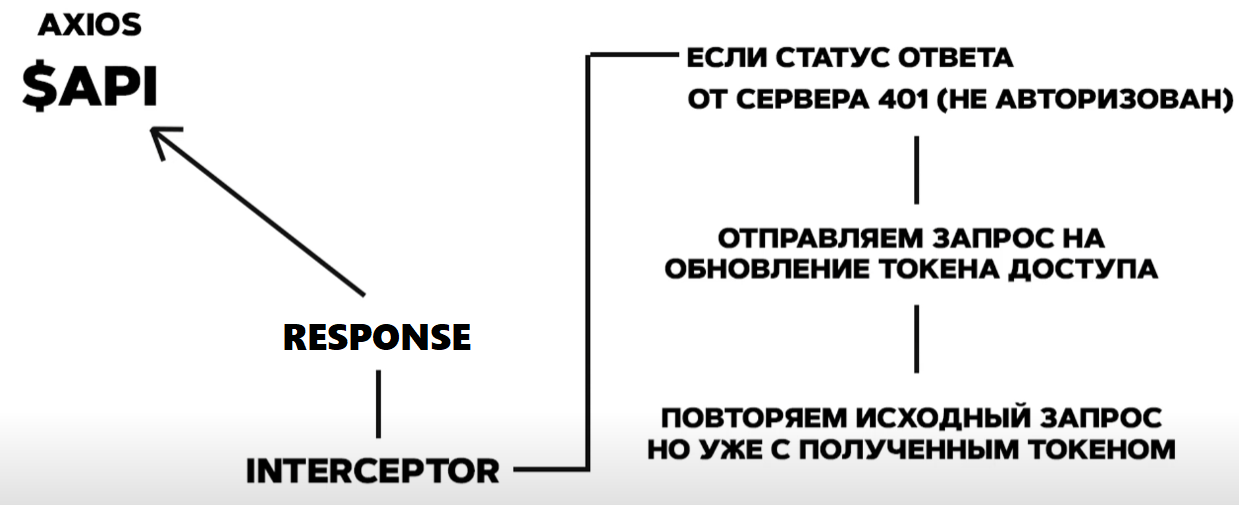 AXIOS
$API
RESPONSE
INTERCEPTOR
ЕСЛИ СТАТУС ОТВЕТА
ОТ СЕРВЕРА 401 (НЕ АВТОРИЗОВАН)
ОТПРАВЛЯЕМ ЗАПРОС НА
ОБНОВЛЕНИЕ ТОКЕНА ДОСТУПА
ПОВТОРЯЕМ ИСХОДНЫЙ ЗАПРОС
НО УЖЕ С ПОЛУЧЕННЫМ ТОКЕНОМ